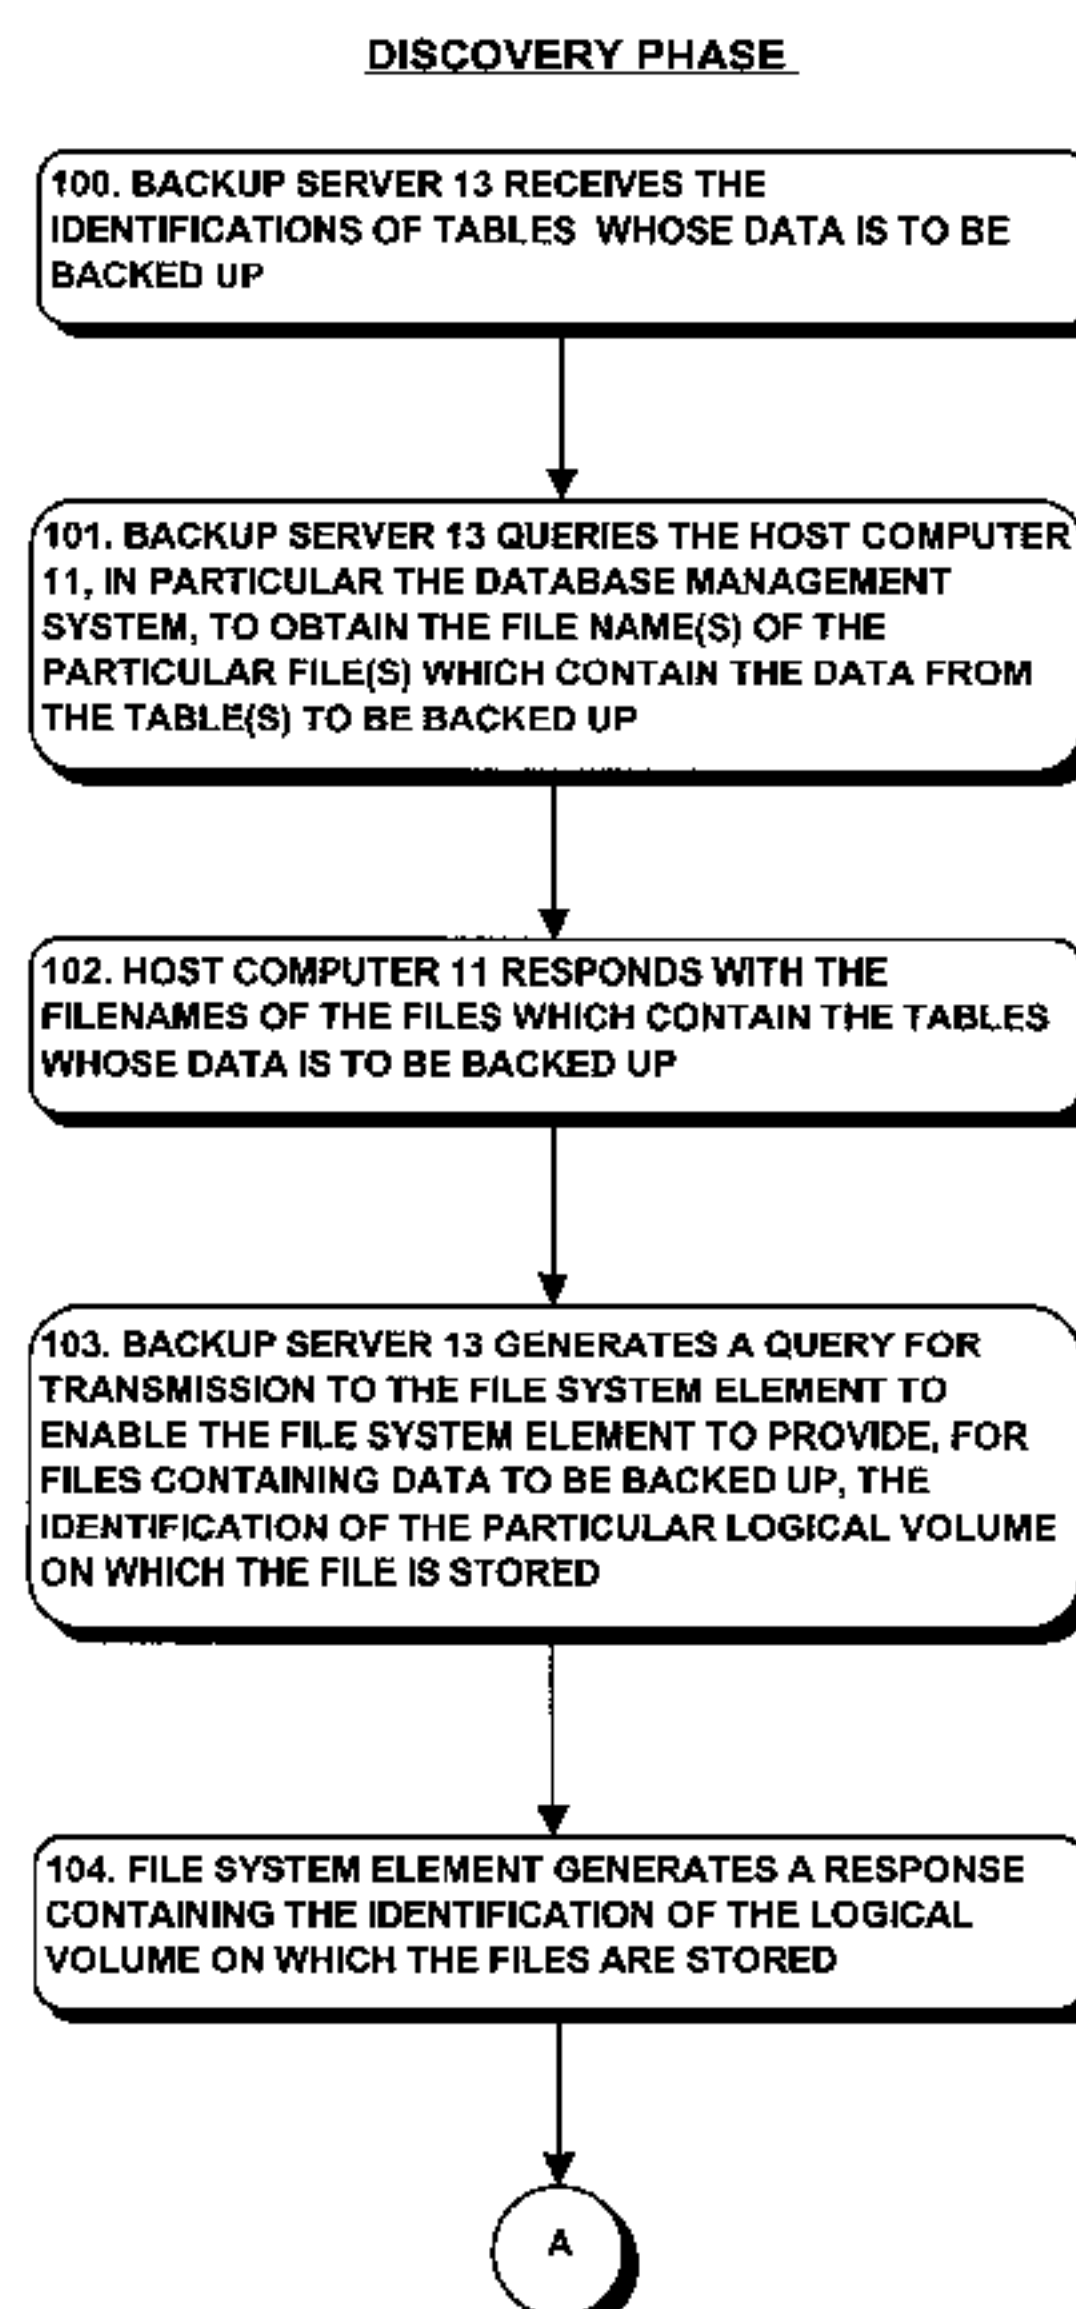 DISCOVERY PHASE
100. BACKUP SERVER 13 RECEIVES THE
IDENTIFICATIONS OF TABLES WHOSE DATA IS TO BE
BACKED UP
101. BACKUP SERVER 13 QUERIES THE HOST COMPUTER
11, IN PARTICULAR THE DATABASE MANAGEMENT
SYSTEM, TO OBTAIN THE FILE NAME(S) OF THE
PARTICULAR FILE(S) WHICH CONTAIN THE DATA FROM
THE TABLE(S) TO BE BACKED UP
102. HOST COMPUTER 11 RESPONDS WITH THE
FILENAMES OF THE FILES WHICH CONTAIN THE TABLES
WHOSE DATA IS TO BE BACKED UP
103. BACKUP SERVER 13 GENERATES A QUERY FOR
TRANSMISSION TO THE FILE SYSTEM ELEMENT TO
ENABLE THE FILE SYSTEM ELEMENT TO PROVIDE, FOR
FILES CONTAINING DATA TO BE BACKED UP, THE
IDENTIFICATION OF THE PARTICULAR LOGICAL VOLUME
ON WHICH THE FILE IS STORED
104. FILE SYSTEM ELEMENT GENERATES A RESPONSE
CONTAINING THE IDENTIFICATION OF THE LOGICAL
VOLUME ON WHICH THE FILES ARE STORED
A